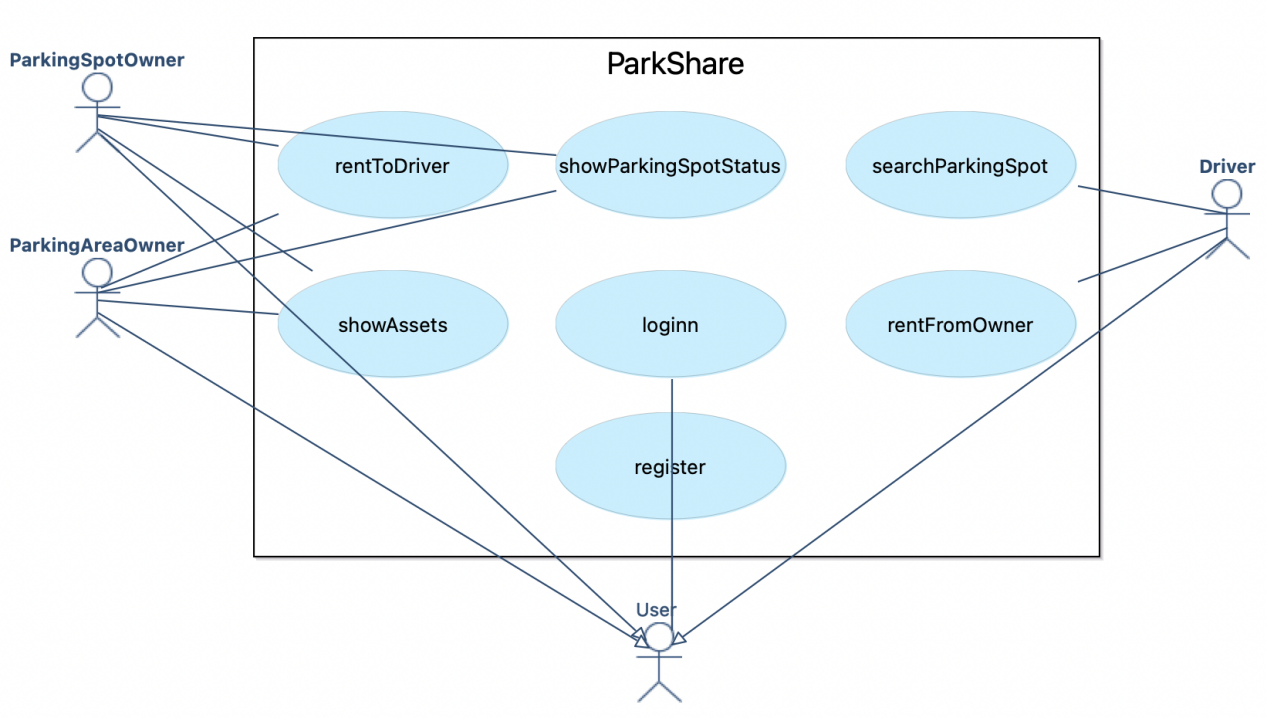 ParkShare
ParkingSpotOwner
rentToDriver
showParkingSpotStatus
searchParkingSpot
Driver
ParkingAreaOwner
showAssets
loginn
rentFromOwner
register
User